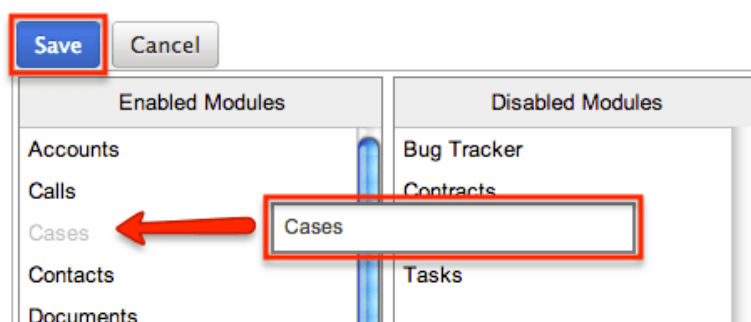 Save Cancel
Enabled Modules Disabled Modules
Accounts Bug Tracker
Calls Contracts
Cases Cases
Contacts Tasks
Documents